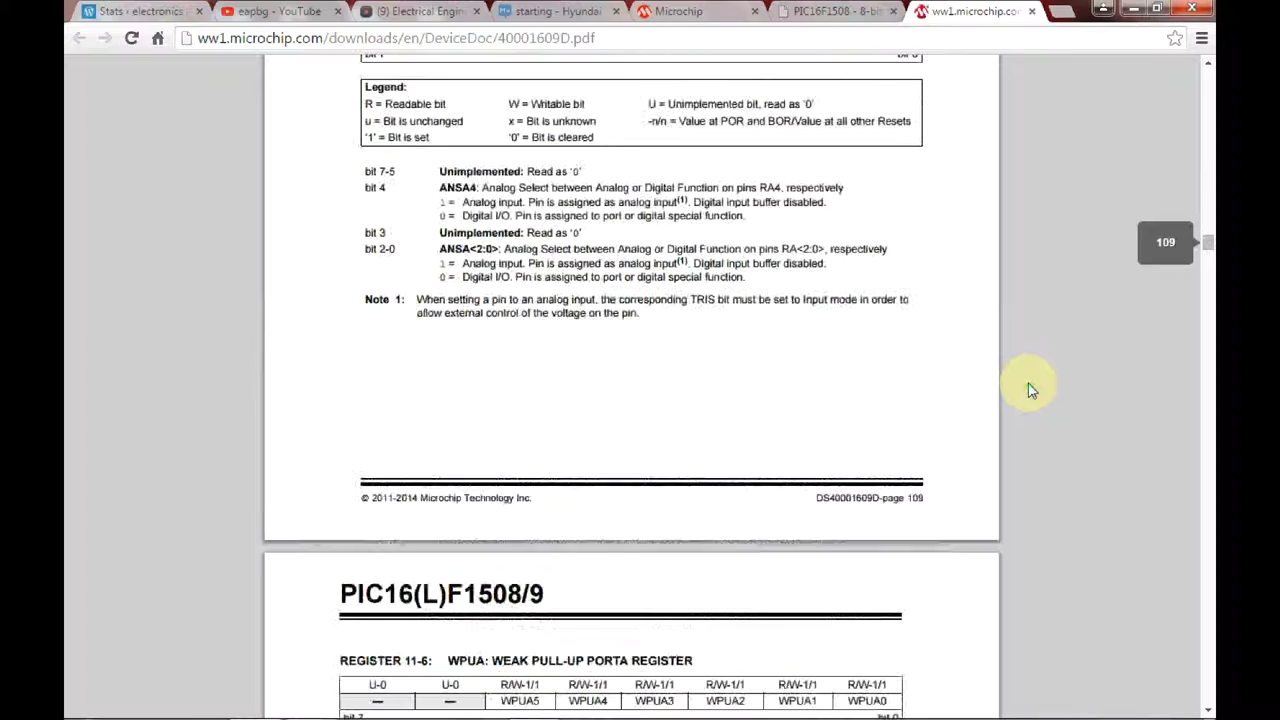 Stats ‹ electronics
eapbg - YouTube
(9) Electrical Engin
starting - Hyundai
Microchip
PIC16F1508 - 8-bit
ww1.microchip.co
ww1.microchip.com/downloads/en/DeviceDoc/40001609D.pdf
Legend:
R = Readable bit W = Writable bit U = Unimplemented bit, read as '0'
u = Bit is unchanged x = Bit is unknown -n/n = Value at POR and BOR/Value at all other Resets
'1' = Bit is set '0' = Bit is cleared
bit 7-5 Unimplemented: Read as '0'
bit 4 ANSA4: Analog Select between Analog or Digital Function on pins RA4, respectively
1 = Analog input. Pin is assigned as analog input(1). Digital input buffer disabled.
0 = Digital I/O. Pin is assigned to port or digital special function.
bit 3 Unimplemented: Read as '0'
bit 2-0 ANSA<2:0>: Analog Select between Analog or Digital Function on pins RA<2:0>, respectively
1 = Analog input. Pin is assigned as analog input(1). Digital input buffer disabled.
0 = Digital I/O. Pin is assigned to port or digital special function.
109
Note 1: When setting a pin to an analog input, the corresponding TRIS bit must be set to Input mode in order to
allow external control of the voltage on the pin.
© 2011-2014 Microchip Technology Inc. DS40001609D-page 109
PIC16(L)F1508/9
REGISTER 11-6: WPUA: WEAK PULL-UP PORTA REGISTER
U-0 U-0 R/W-1/1 R/W-1/1 R/W-1/1 R/W-1/1 R/W-1/1 R/W-1/1
— — WPUA5 WPUA4 WPUA3 WPUA2 WPUA1 WPUA0
bit 7 bit 0